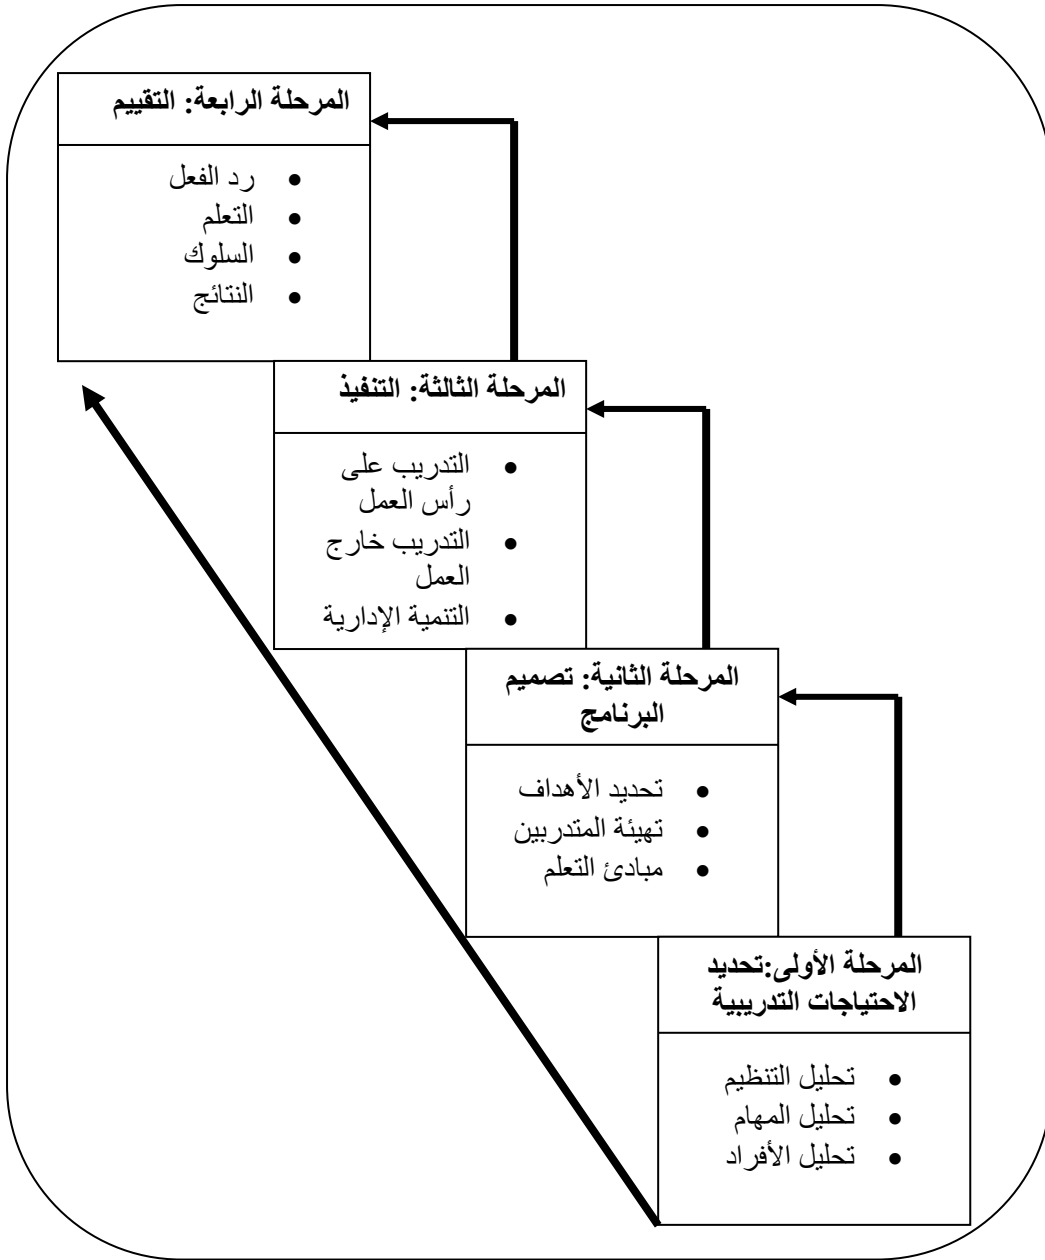 المرحلة الرابعة: التقييم
• رد الفعل
• التعلم
• السلوك
• النتائج
المرحلة الثالثة: التنفيذ
• التدريب على
رأس العمل
• التدريب خارج
العمل
• التنمية الإدارية
المرحلة الثانية: تصميم
البرنامج
• تحديد الأهداف
• تهيئة المتدربين
• مبادئ التعلم
المرحلة الأولى:تحديد
الاحتياجات التدريبية
• تحليل التنظيم
• تحليل المهام
• تحليل الأفراد